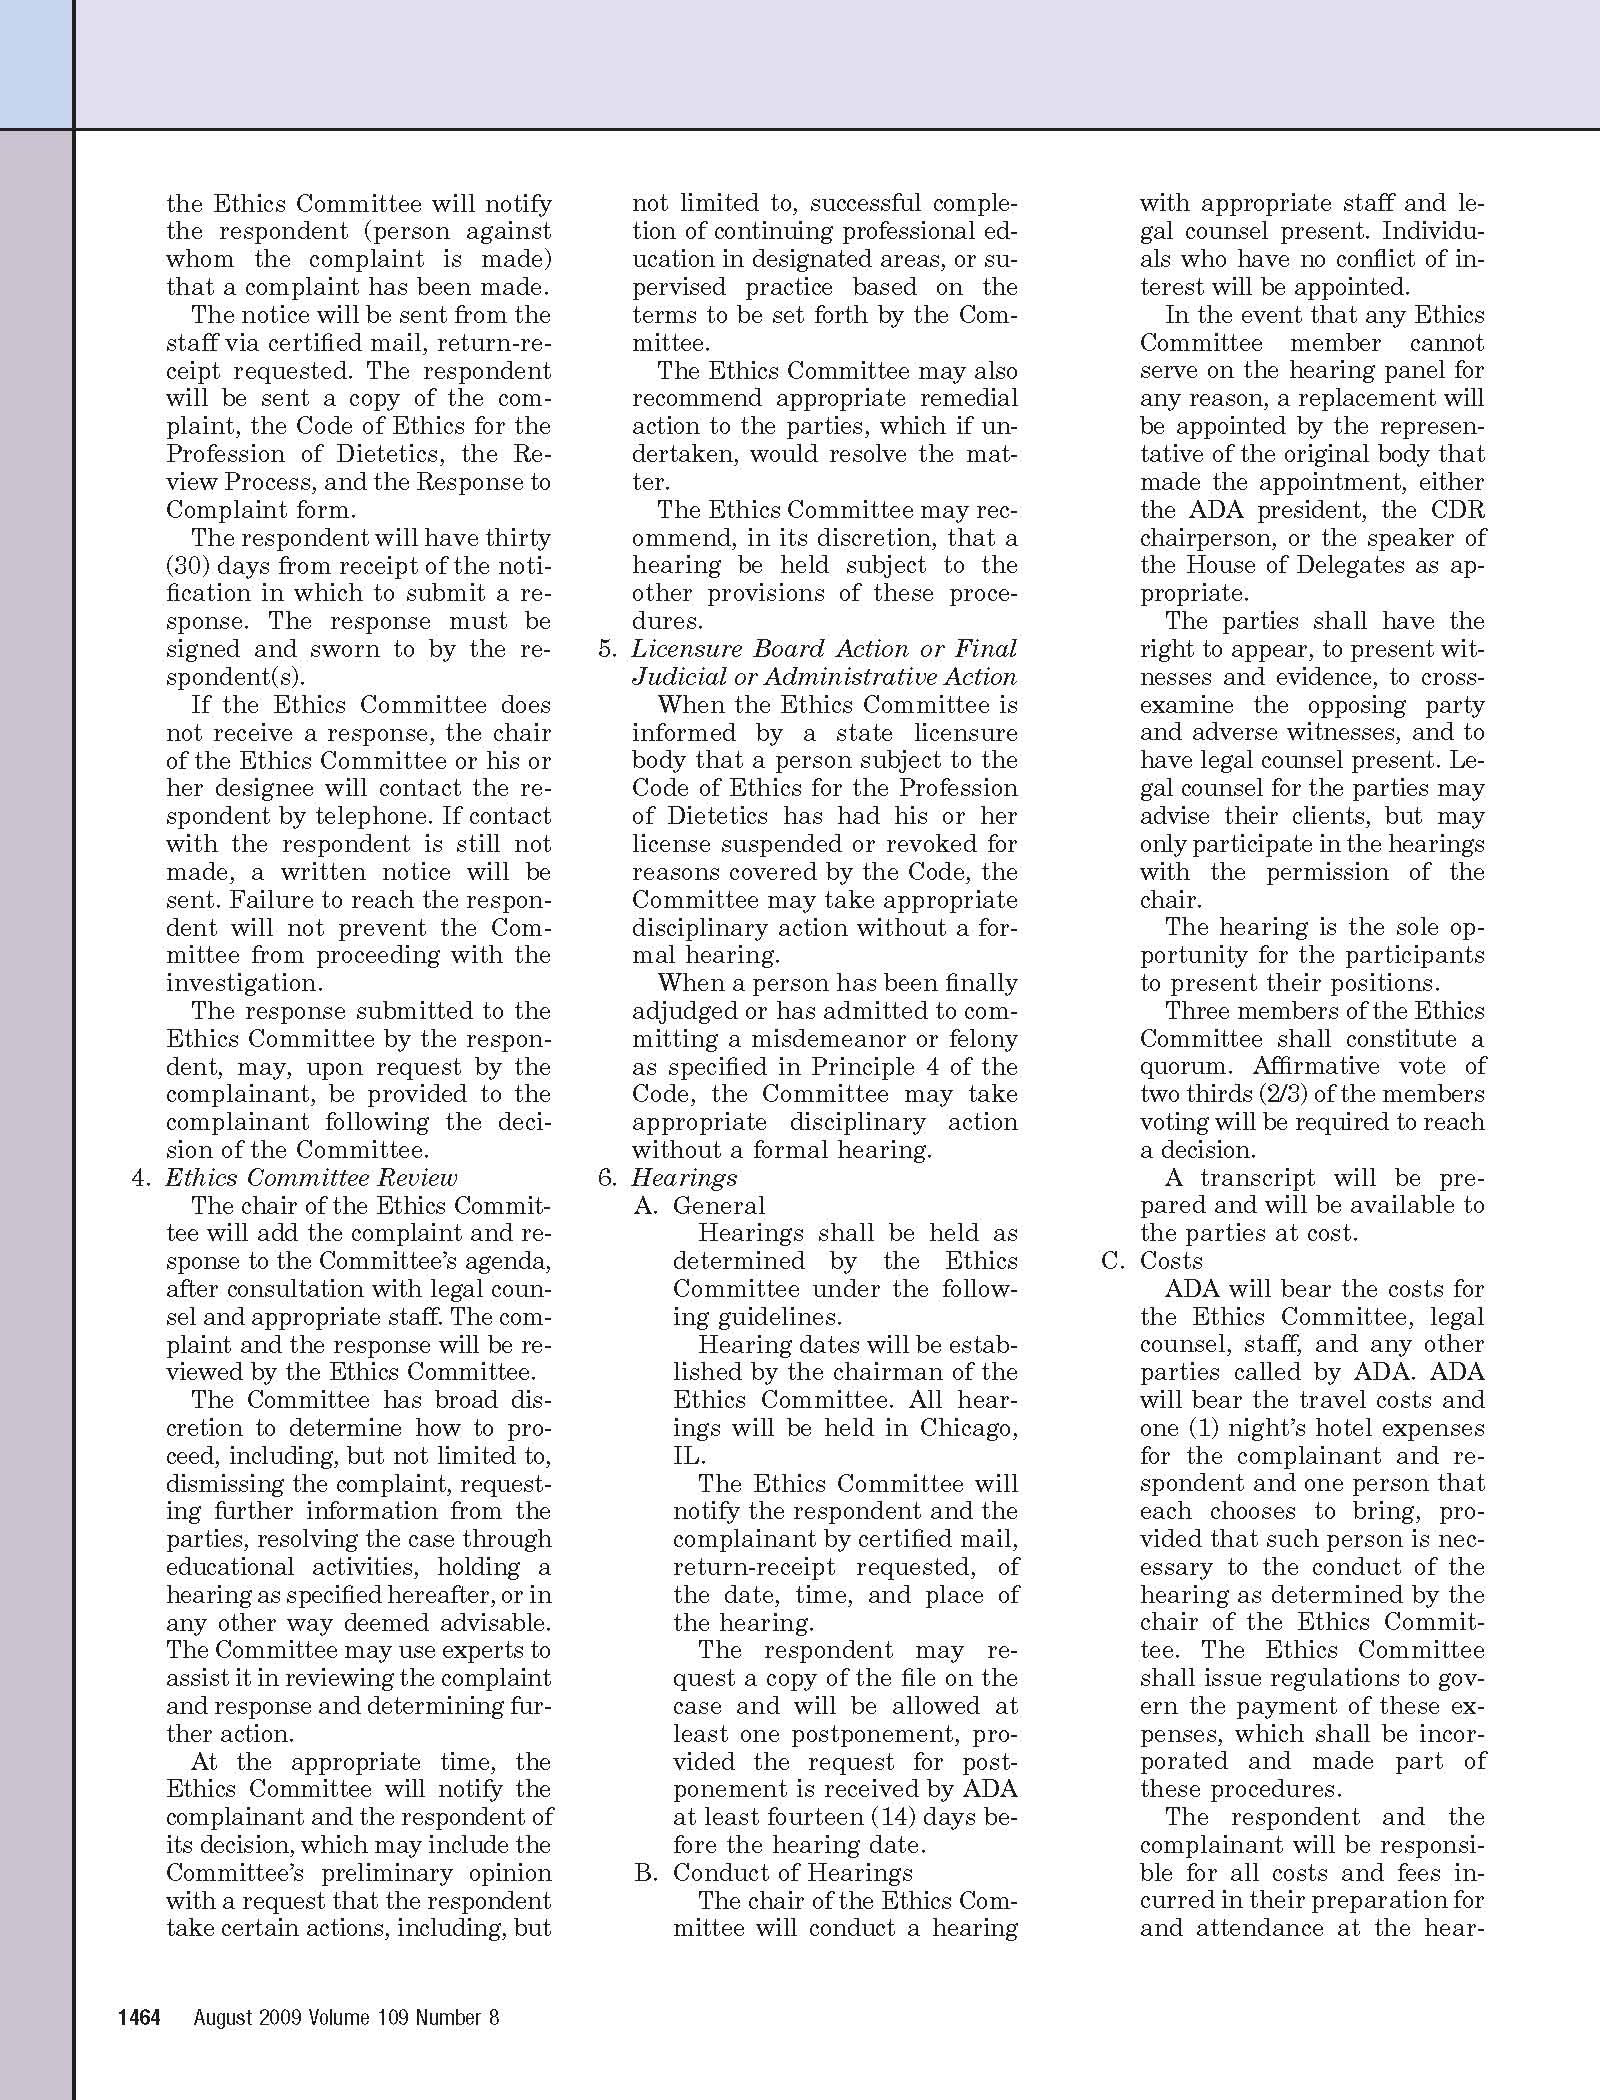 the Ethics Committee will notify
the respondent (person against
whom the complaint is made)
that a complaint has been made.
The notice will be sent from the
staff via certified mail, return-re-
ceipt requested. The respondent
will be sent a copy of the com-
plaint, the Code of Ethics for the
Profession of Dietetics, the Re-
view Process, and the Response to
Complaint form.
The respondent will have thirty
(30) days from receipt of the noti-
fication in which to submit a re-
sponse. The response must be
signed and sworn to by the re-
spondent(s).
If the Ethics Committee does
not receive a response, the chair
of the Ethics Committee or his or
her designee will contact the re-
spondent by telephone. If contact
with the respondent is still not
made, a written notice will be
sent. Failure to reach the respon-
dent will not prevent the Com-
mittee from proceeding with the
investigation.
The response submitted to the
Ethics Committee by the respon-
dent, may, upon request by the
complainant, be provided to the
complainant following the deci-
sion of the Committee.
4. Ethics Committee Review
The chair of the Ethics Commit-
tee will add the complaint and re-
sponse to the Committee's agenda,
after consultation with legal coun-
sel and appropriate staff. The com-
plaint and the response will be re-
viewed by the Ethics Committee.
The Committee has broad dis-
cretion to determine how to pro-
ceed, including, but not limited to,
dismissing the complaint, request-
ing further information from the
parties, resolving the case through
educational activities, holding a
hearing as specified hereafter, or in
any other way deemed advisable.
The Committee may use experts to
assist it in reviewing the complaint
and response and determining fur-
ther action.
At the appropriate time, the
Ethics Committee will notify the
complainant and the respondent of
its decision, which may include the
Committee's preliminary opinion
with a request that the respondent
take certain actions, including, but
not limited to, successful comple-
tion of continuing professional ed-
ucation in designated areas, or su-
pervised practice based on the
terms to be set forth by the Com-
mittee.
The Ethics Committee may also
recommend appropriate remedial
action to the parties, which if un-
dertaken, would resolve the mat-
ter.
The Ethics Committee may rec-
ommend, in its discretion, that a
hearing be held subject to the
other provisions of these proce-
dures.
5. Licensure Board Action or Final
Judicial or Administrative Action
When the Ethics Committee is
informed by a state licensure
body that a person subject to the
Code of Ethics for the Profession
of Dietetics has had his or her
license suspended or revoked for
reasons covered by the Code, the
Committee may take appropriate
disciplinary action without a for-
mal hearing.
When a person has been finally
adjudged or has admitted to com-
mitting a misdemeanor or felony
as specified in Principle 4 of the
Code, the Committee may take
appropriate disciplinary action
without a formal hearing.
6. Hearings
A. General
Hearings shall be held as
determined by the Ethics
Committee under the follow-
ing guidelines.
Hearing dates will be estab-
lished by the chairman of the
Ethics Committee. All hear-
ings will be held in Chicago,
IL.
The Ethics Committee will
notify the respondent and the
complainant by certified mail,
return-receipt requested, of
the date, time, and place of
the hearing.
The respondent may re-
quest a copy of the file on the
case and will be allowed at
least one postponement, pro-
vided the request for post-
ponement is received by ADA
at least fourteen (14) days be-
fore the hearing date.
B. Conduct of Hearings
The chair of the Ethics Com-
mittee will conduct a hearing
with appropriate staff and le-
gal counsel present. Individu-
als who have no conflict of in-
terest will be appointed.
In the event that any Ethics
Committee member cannot
serve on the hearing panel for
any reason, a replacement will
be appointed by the represen-
tative of the original body that
made the appointment, either
the ADA president, the CDR
chairperson, or the speaker of
the House of Delegates as ap-
propriate.
The parties shall have the
right to appear, to present wit-
nesses and evidence, to cross-
examine the opposing party
and adverse witnesses, and to
have legal counsel present. Le-
gal counsel for the parties may
advise their clients, but may
only participate in the hearings
with the permission of the
chair.
The hearing is the sole op-
portunity for the participants
to present their positions.
Three members of the Ethics
Committee shall constitute a
quorum. Affirmative vote of
two thirds (2/3) of the members
voting will be required to reach
a decision.
A transcript will be pre-
pared and will be available to
the parties at cost.
C. Costs
ADA will bear the costs for
the Ethics Committee, legal
counsel, staff, and any other
parties called by ADA. ADA
will bear the travel costs and
one (1) night's hotel expenses
for the complainant and re-
spondent and one person that
each chooses to bring, pro-
vided that such person is nec-
essary to the conduct of the
hearing as determined by the
chair of the Ethics Commit-
tee. The Ethics Committee
shall issue regulations to gov-
ern the payment of these ex-
penses, which shall be incor-
porated and made part of
these procedures.
The respondent and the
complainant will be responsi-
ble for all costs and fees in-
curred in their preparation for
and attendance at the hear-
1464 August 2009 Volume 109 Number 8